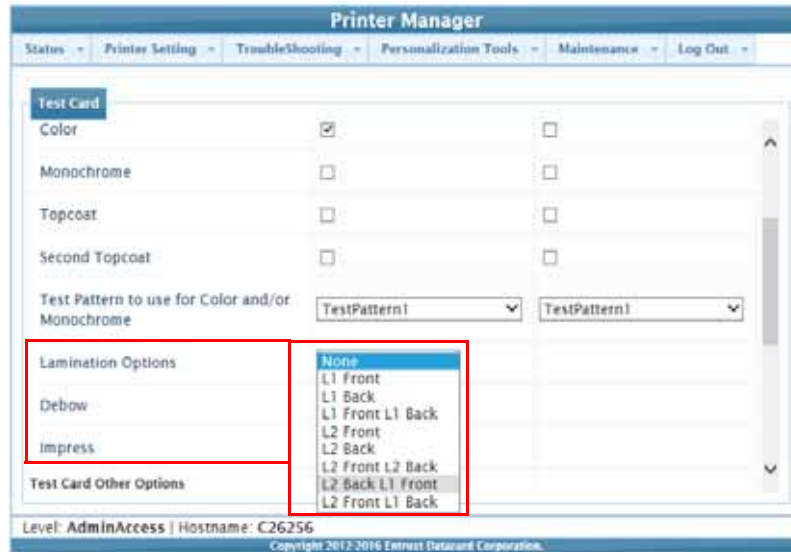 Printer Manager
Status Printer Setting TroubleShooting Personalization Tools Maintenance Log Out
Test Card
Color
Monochrome
Topcoat
Second Topcoat
Test Pattern to use for Color and/or
Monochrome
TestPattern1 TestPattern1
Lamination Options
None
L1 Front
L1 Back
Debow
L1 Front L1 Back
L2 Front
Impress
L2 Back
L2 Front L2 Back
Test Card Other Options
L2 Back L1 Front
L2 Front L1 Back
Level: AdminAccess | Hostname: C26256
Copyright 2012-2016 Entrust Datacard Corporation.